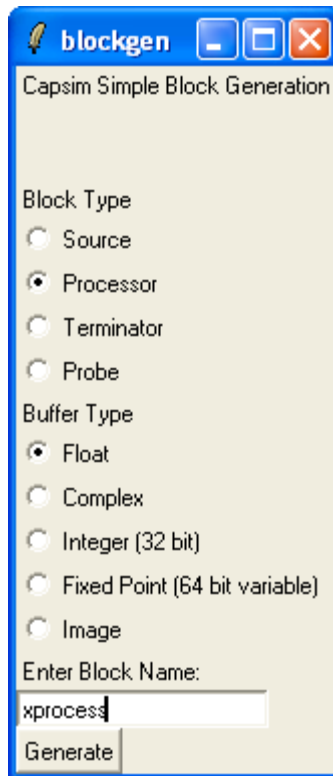 blockgen
Capsim Simple Block Generation
Block Type
Source
Processor
Terminator
Probe
Buffer Type
Float
Complex
Integer (32 bit)
Fixed Point (64 bit variable)
Image
Enter Block Name:
xprocess
Generate